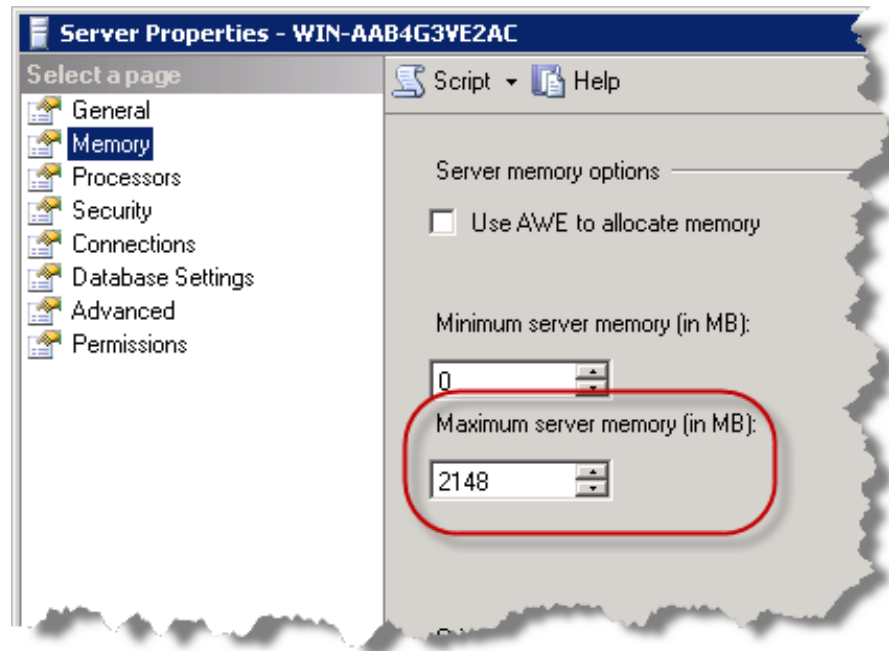 Server Properties - WIN-AAB4G3VE2AC
Select a page
General
Memory
Processors
Security
Connections
Database Settings
Advanced
Permissions
Script Help
Server memory options
Use AWE to allocate memory
Minimum server memory (in MB):
0
Maximum server memory (in MB):
2148